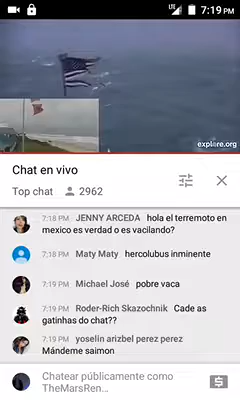 LTE 7:19 PM
explore.org
Chat en vivo
Top chat 2962
7:18 PM JENNY ARCEDA hola el terremoto en
mexico es verdad o es vacilando?
7:18 PM Maty Maty hercolubus inminente
7:19 PM Michael José pobre vaca
7:19 PM Roder-Rich Skazochnik Cade as
gatinhas do chat??
7:19 PM yoselin arizbel perez perez
Mándeme saimon
Chatear públicamente como
TheMarsRen...